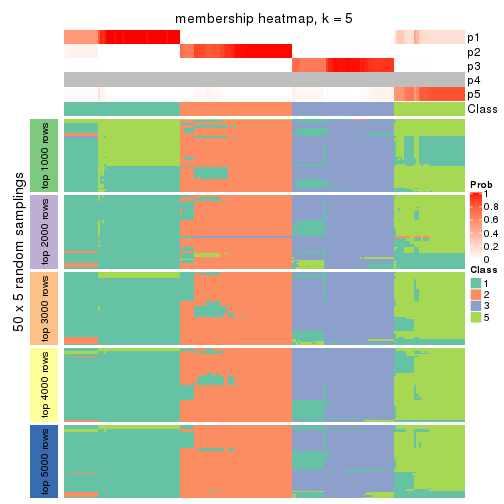 membership heatmap, k = 5
p1
p2
p3
p4
p5
Class
50 x 5 random samplings
top 1000 rows
top 2000 rows
top 3000 rows
top 4000 rows
top 5000 rows
Prob
1
0.8
0.6
0.4
0.2
0
Class
1
2
3
5